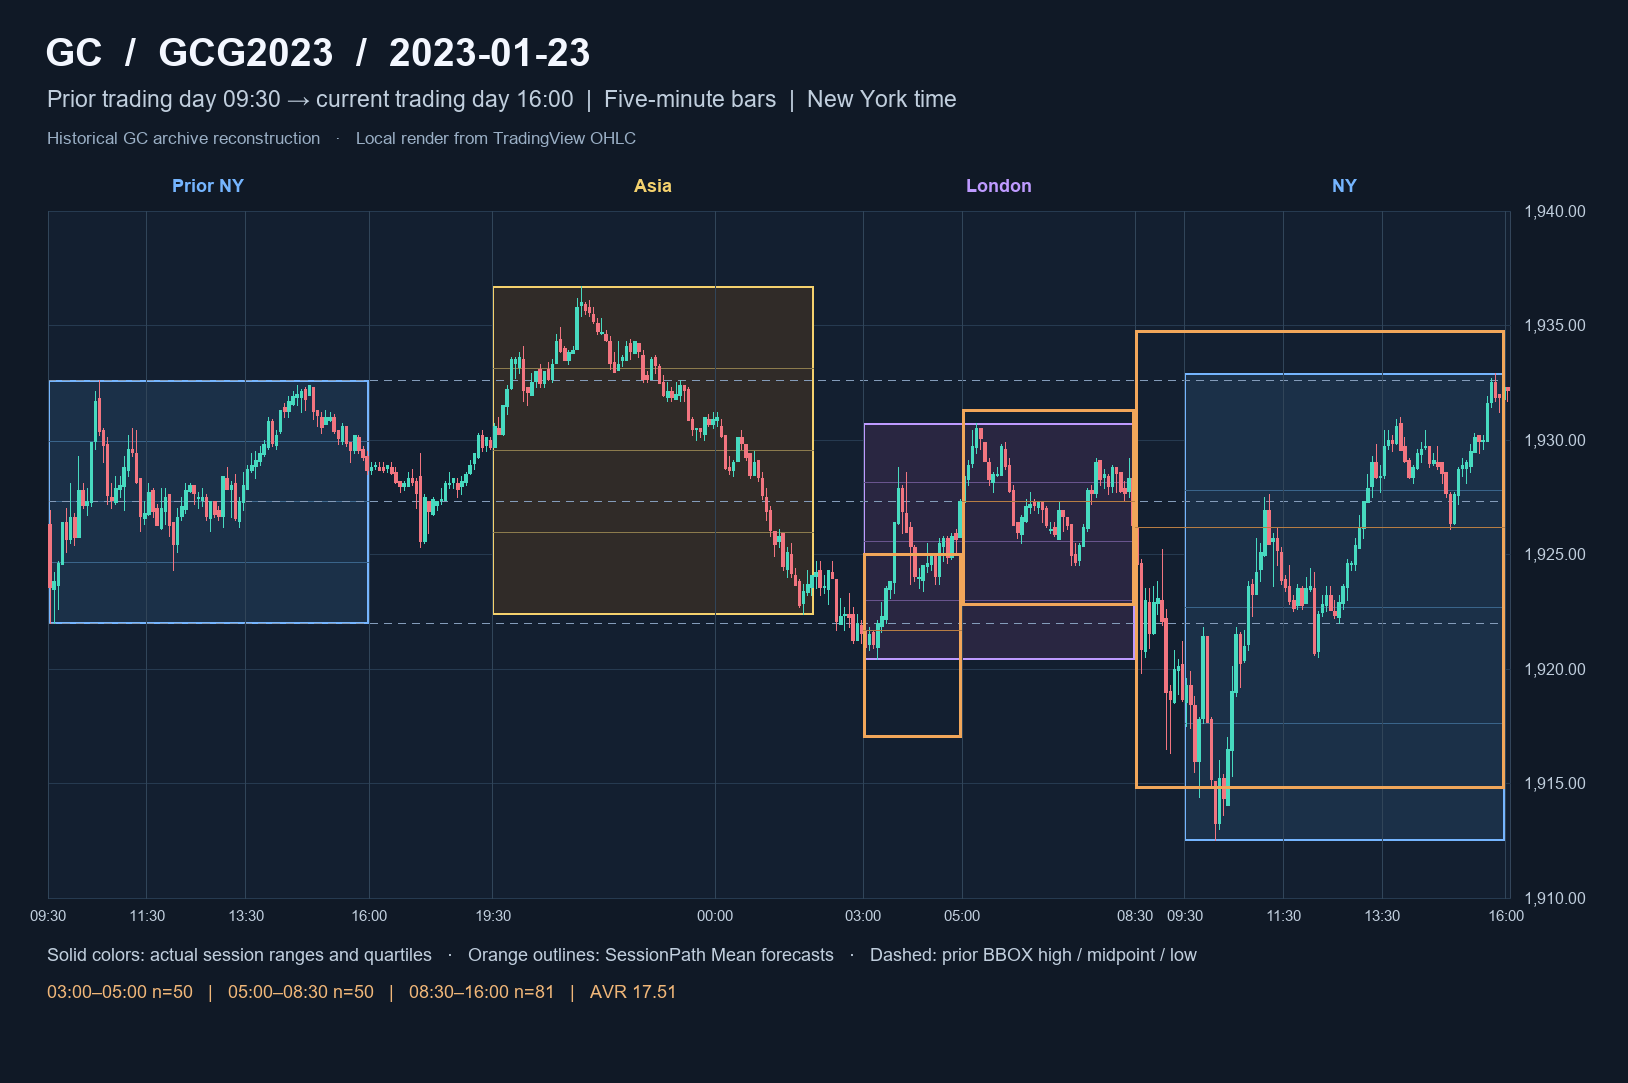 GC / GCG2023 / 2023-01-23
Prior trading day 09:30 → current trading day 16:00 | Five-minute bars | New York time
Historical GC archive reconstruction · Local render from TradingView OHLC
Prior NY Asia London NY
1,940.00
1,935.00
1,930.00
1,925.00
1,920.00
1,915.00
1,910.00
09:30 11:30 13:30 16:00 19:30 00:00 03:00 05:00 08:30 09:30 11:30 13:30 16:00
Solid colors: actual session ranges and quartiles · Orange outlines: SessionPath Mean forecasts · Dashed: prior BBOX high / midpoint / low
03:00–05:00 n=50 | 05:00–08:30 n=50 | 08:30–16:00 n=81 | AVR 17.51